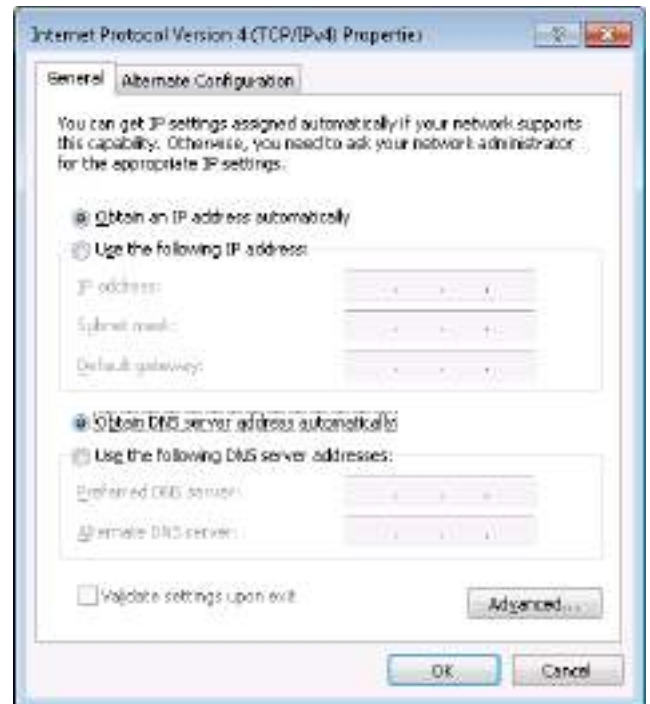 Internet Protocol Version 4 (TCP/IPv4) Properties
General
Alternate Configuration
You can get IP settings assigned automatically if your network supports
this capability. Otherwise, you need to ask your network administrator
for the appropriate IP settings.
Obtain an IP address automatically
Use the following IP address:
IP address:
Subnet mask:
Default gateway:
Obtain DNS server address automatically
Use the following DNS server addresses:
Preferred DNS server:
Alternate DNS server:
Validate settings upon exit
Advanced...
OK
Cancel